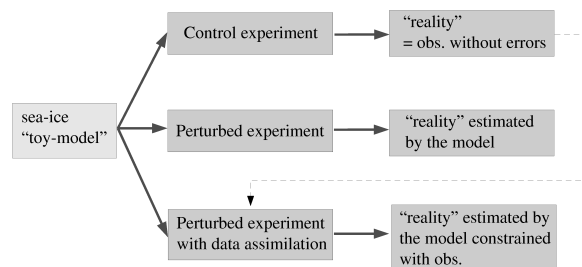 Control experiment
“reality”
= obs. without errors
sea-ice
“toy-model”
Perturbed experiment
“reality” estimated
by the model
Perturbed experiment
with data assimilation
“reality” estimated by
the model constrained
with obs.